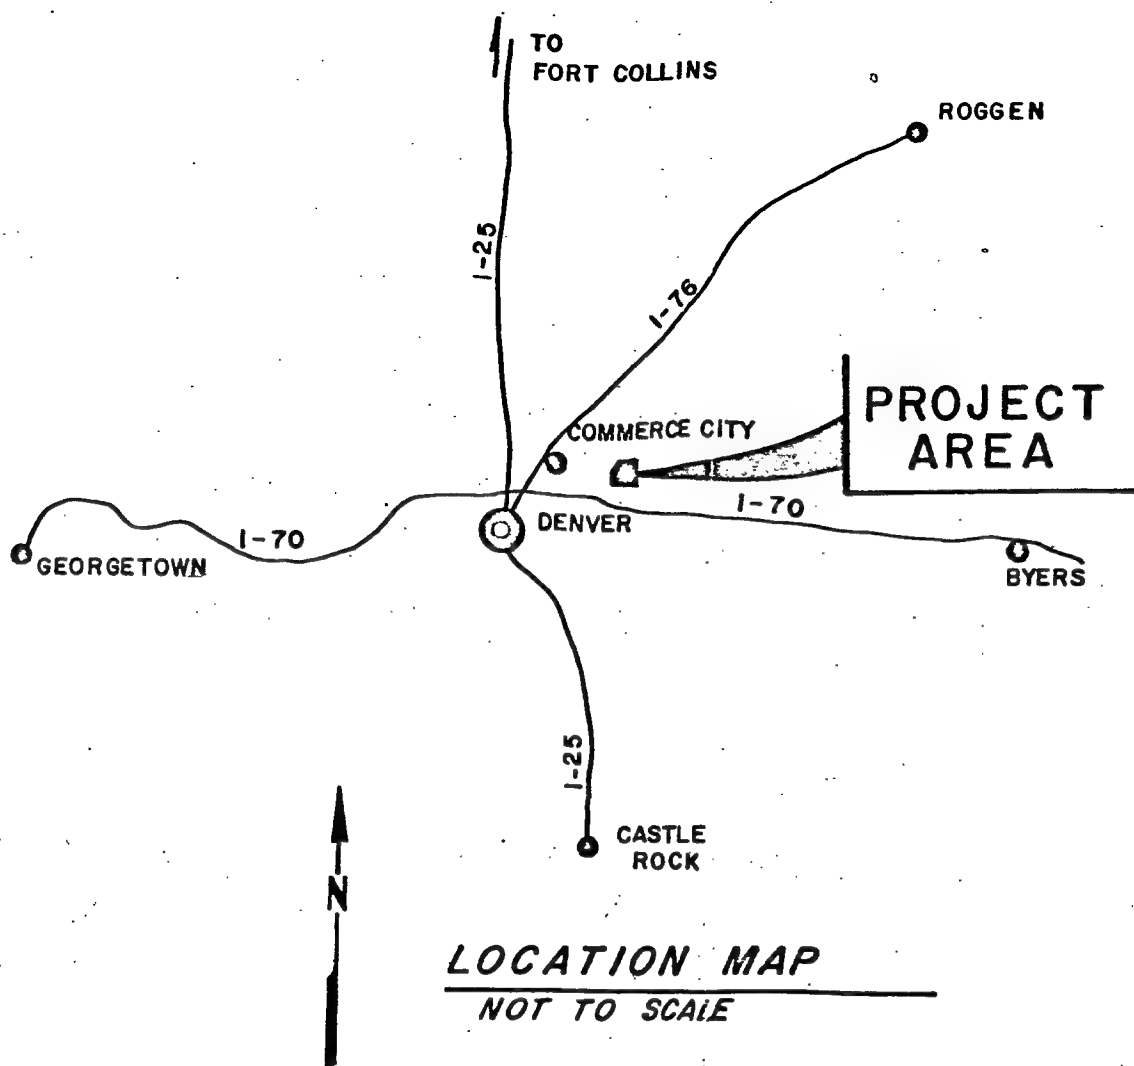 TO
FORT COLLINS
ROGGEN
I-25
I-76
PROJECT
AREA
COMMERCE CITY
I-70
DENVER
I-70
GEORGETOWN
BYERS
I-25
CASTLE
ROCK
N
LOCATION MAP
NOT TO SCALE